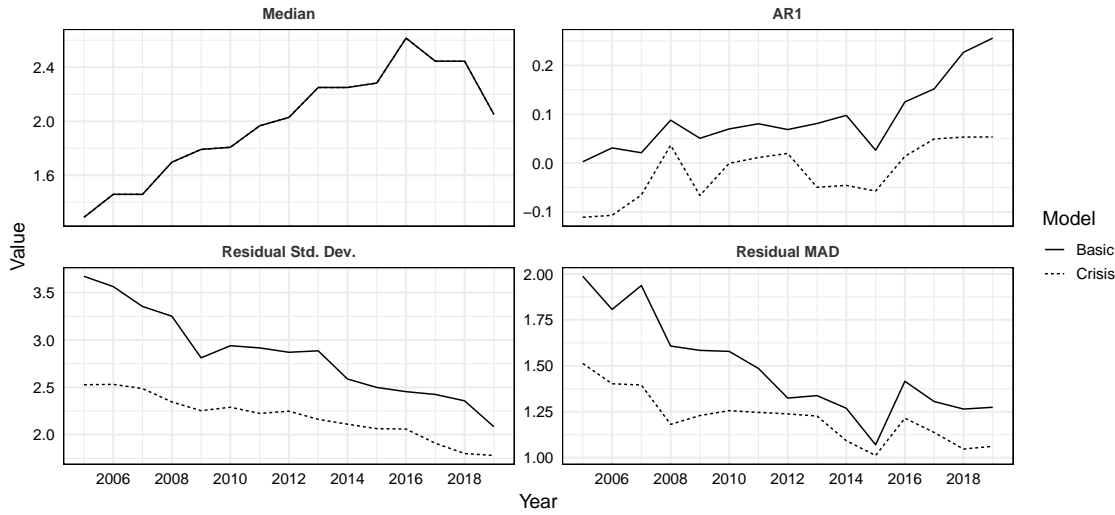 Median
AR1
2.4
2.0
1.6
0.2
0.1
0.0
−0.1
Residual Std. Dev.
Residual MAD
3.5
3.0
2.5
2.0
2.00
1.75
1.50
1.25
1.00
2006 2008 2010 2012 2014 2016 2018
2006 2008 2010 2012 2014 2016 2018
Value
Year
Model
Basic
Crisis